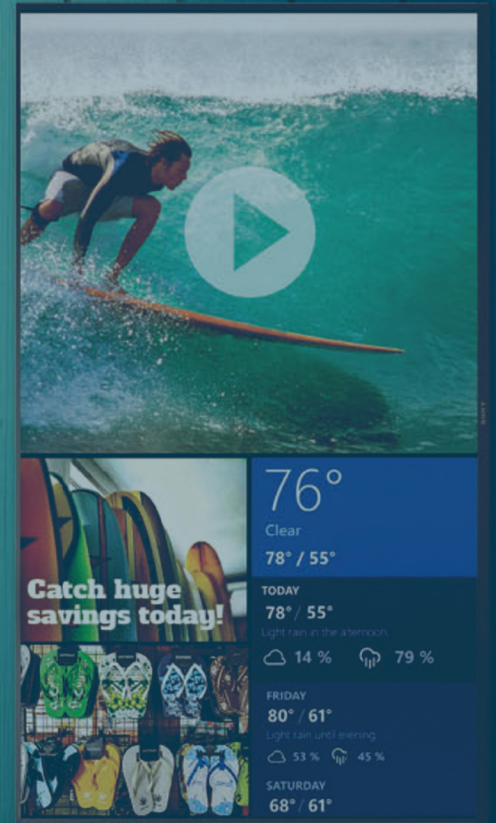 Catch huge
savings today!
76°
Clear
78° / 55°
TODAY
78° / 55°
Light rain in the afternoon.
14 % 79 %
FRIDAY
80° / 61°
Light rain until evening.
53 % 45 %
SATURDAY
68° / 61°
SONY